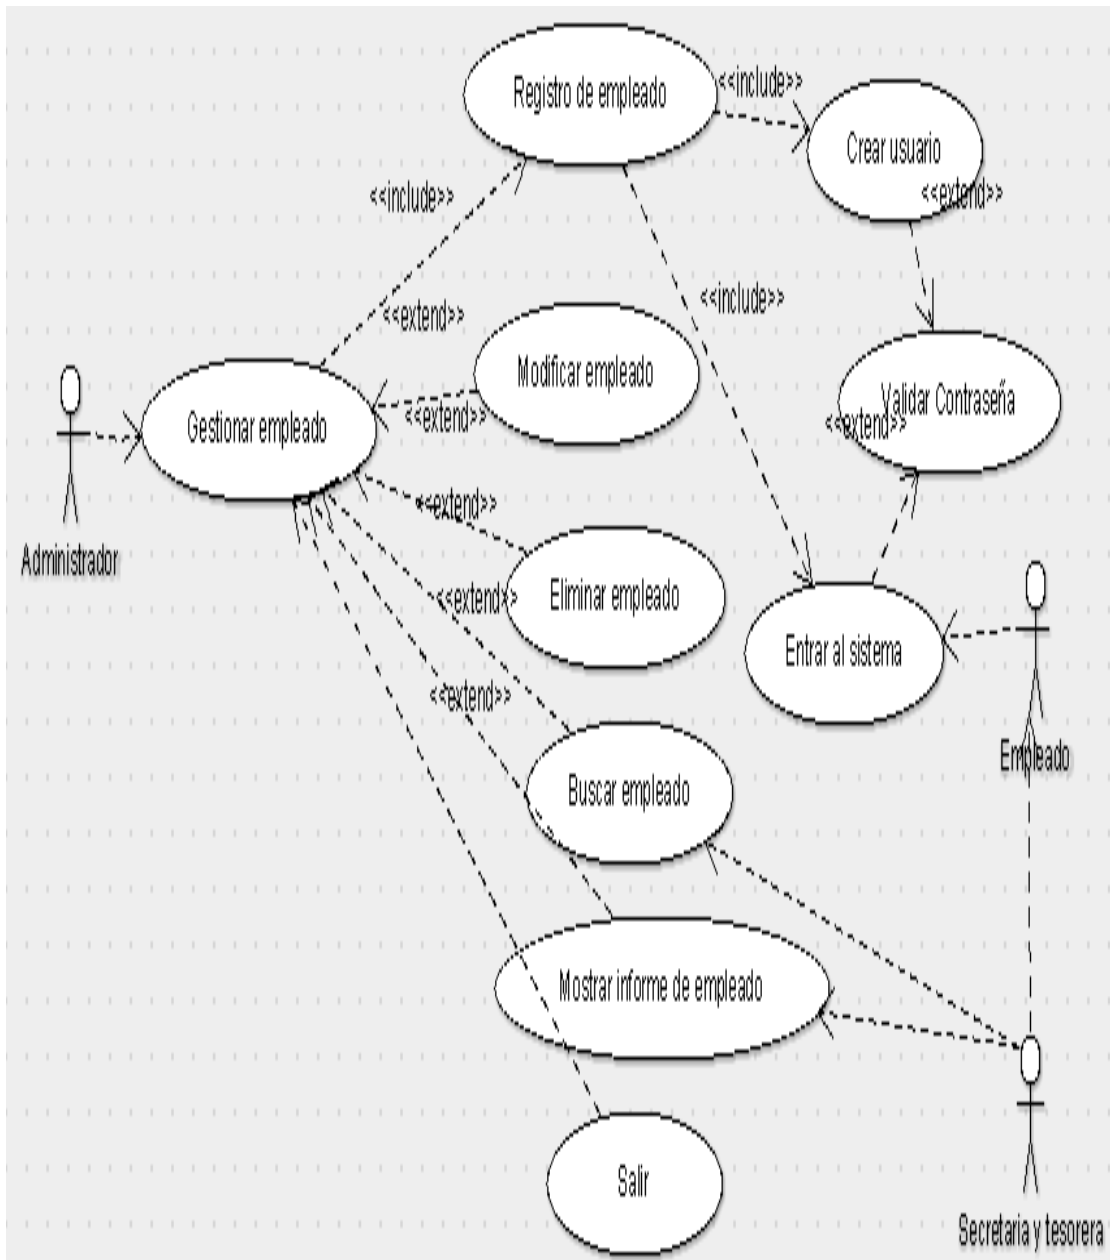 Registro de empleado
<<include>>
Crear usuario
<<include>>
<<extend>>
<<include>>
<<extend>>
Modificar empleado
Validar Contraseña
<<extend>>
Gestionar empleado
<<extend>>
<<extend>>
Administrador
Eliminar empleado
<<extend>>
Entrar al sistema
<<extend>>
Empleado
Buscar empleado
Mostrar informe de empleado
Salir
Secretaria y tesorera